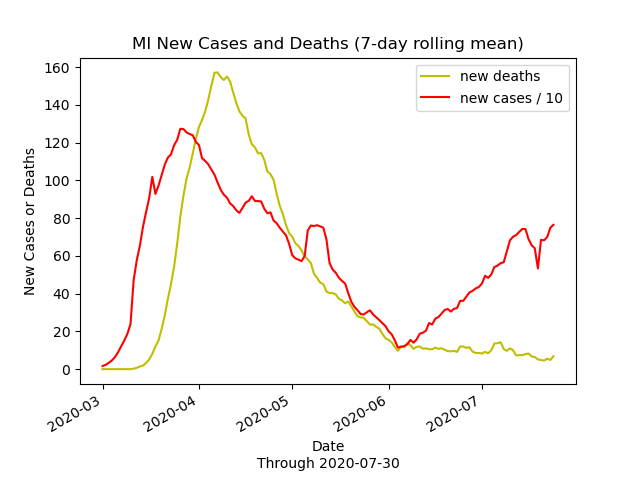 MI New Cases and Deaths (7-day rolling mean)
new deaths
new cases / 10
New Cases or Deaths
160
140
120
100
80
60
40
20
0
2020-03
2020-04
2020-05
2020-06
2020-07
Date
Through 2020-07-30